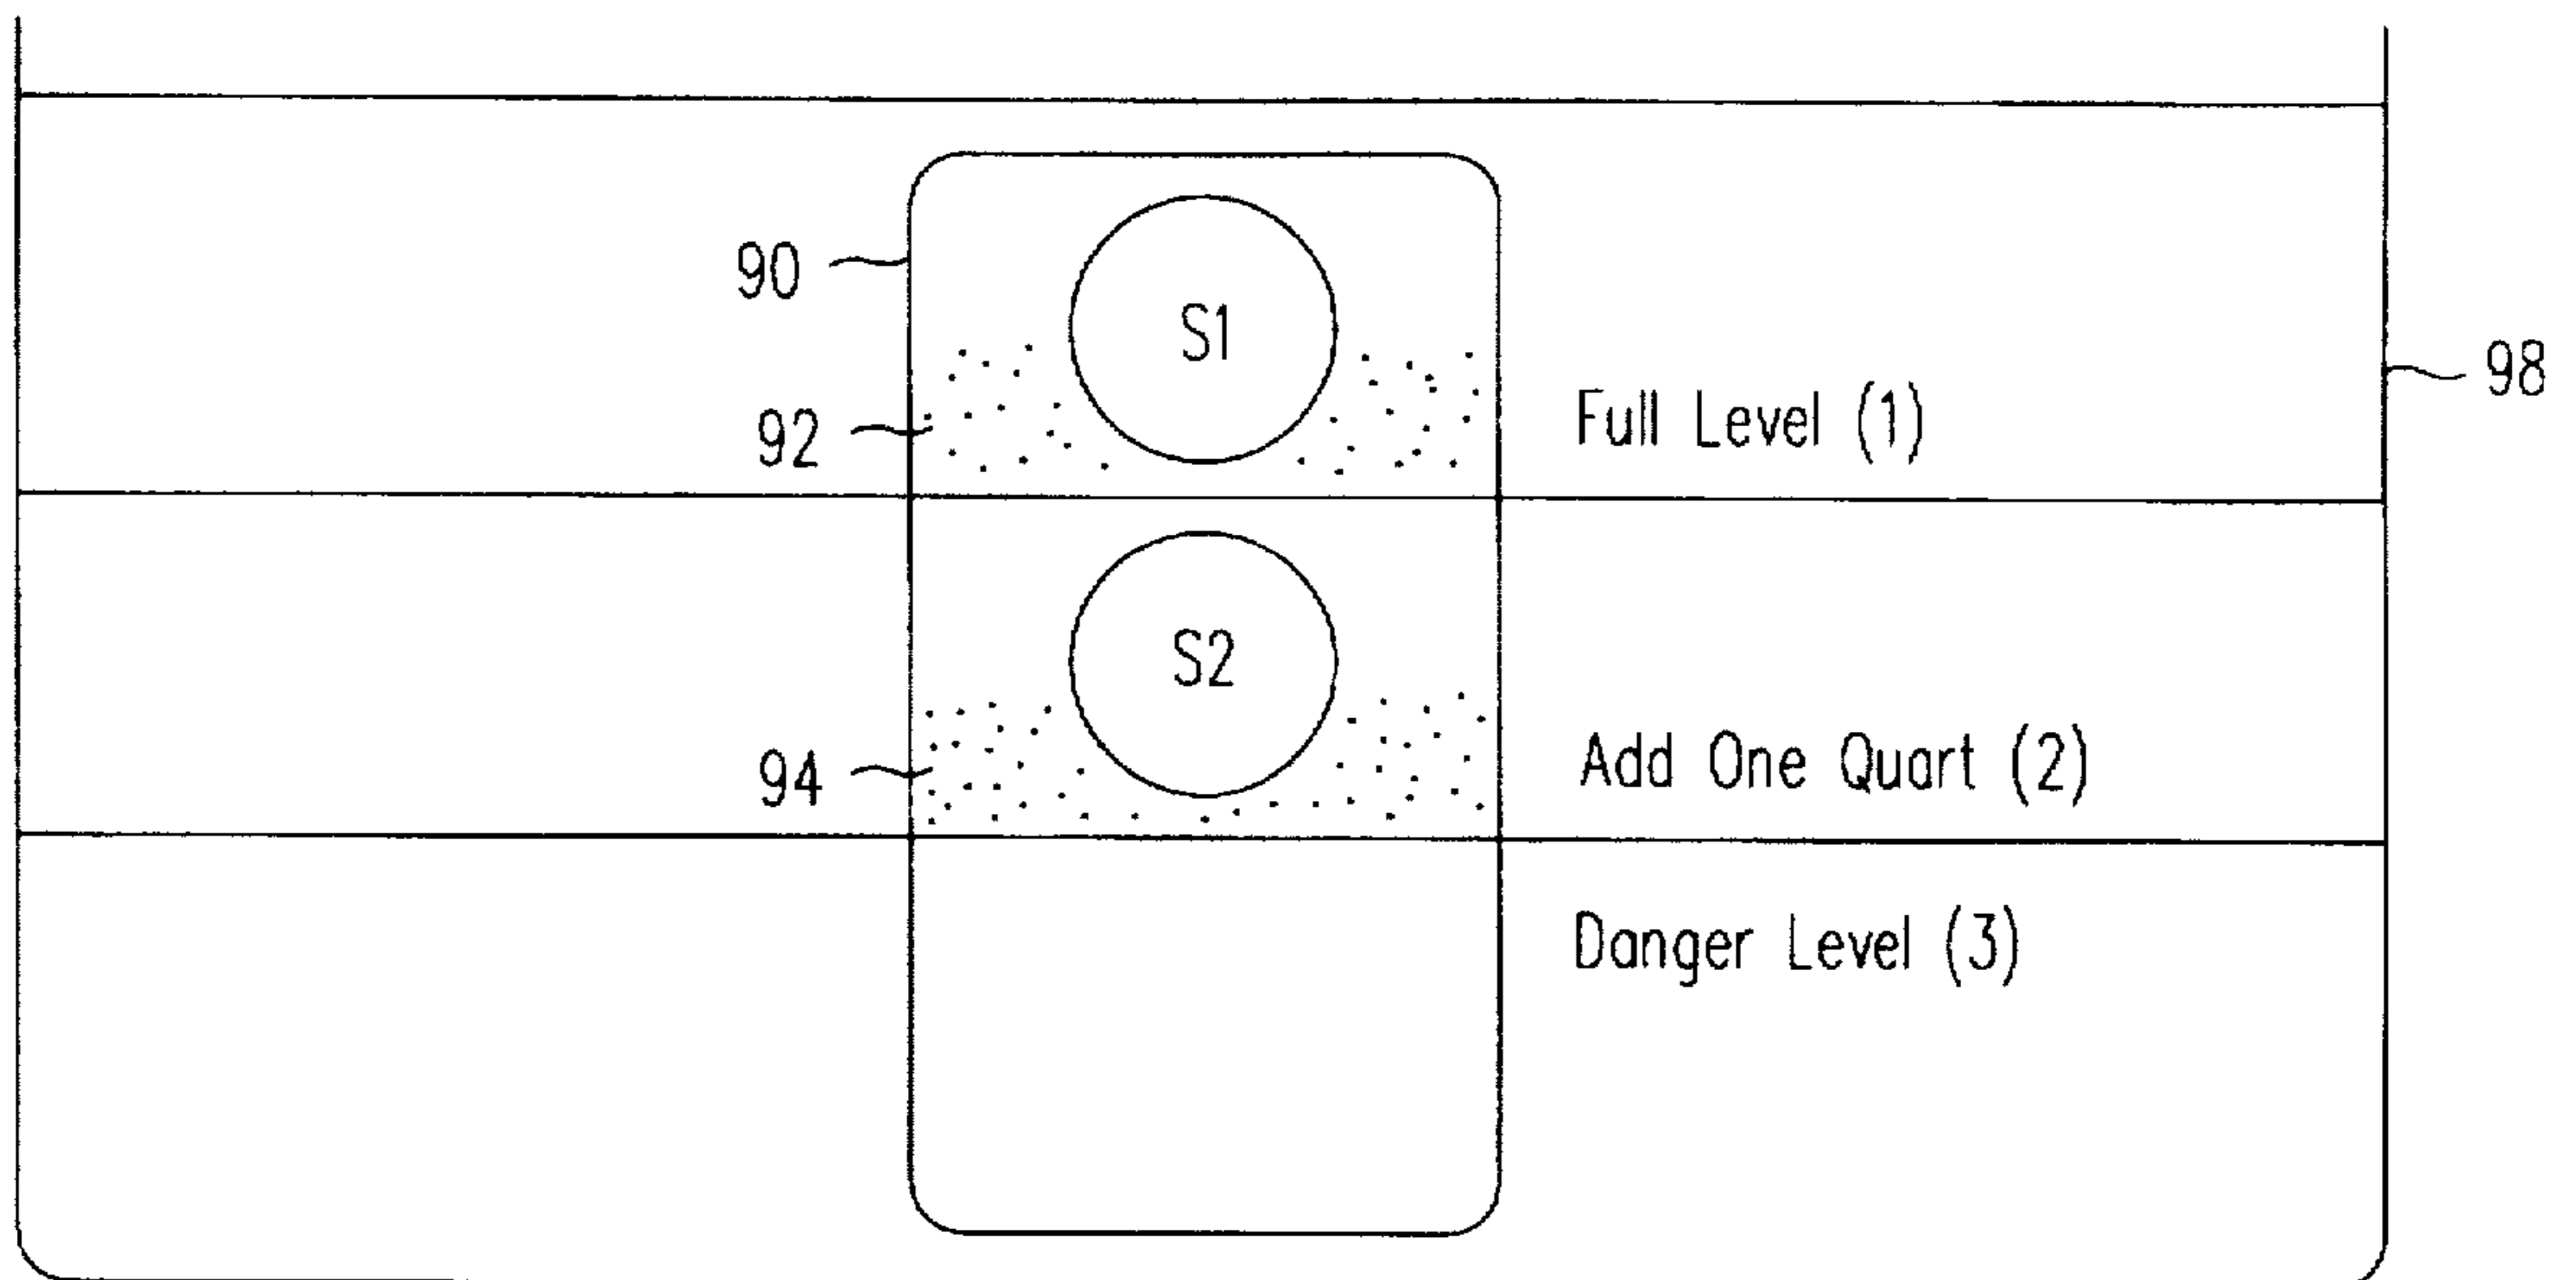 90
S1
98
92
Full Level (1)
S2
94
Add One Quart (2)
Danger Level (3)